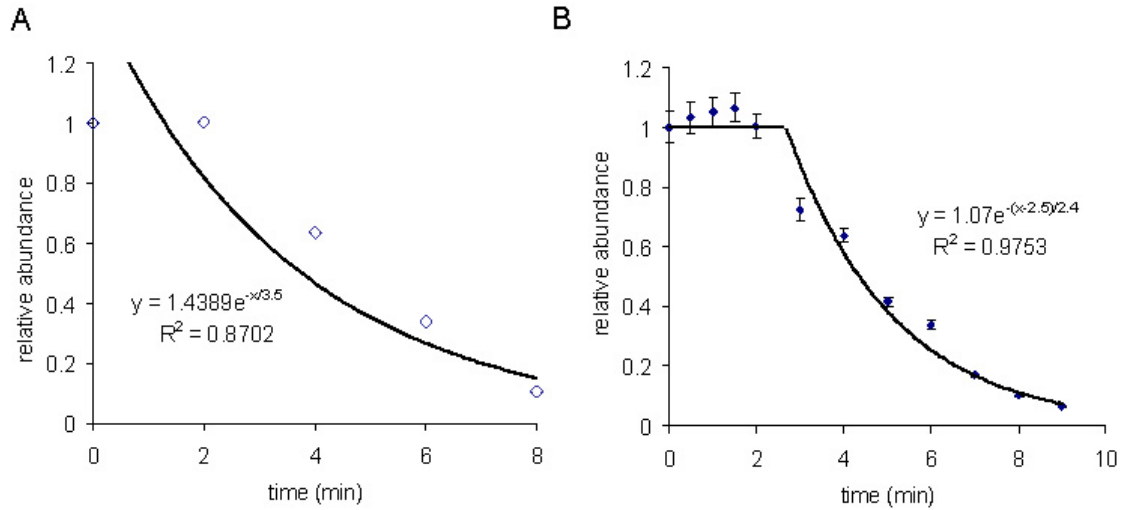 A
1.2
1
0.8
0.6
0.4
0.2
0
relative abundance
y = 1.4389e^-x/3.5
R² = 0.8702
0 2 4 6 8
time (min)
B
1.2
1
0.8
0.6
0.4
0.2
0
relative abundance
y = 1.07e^-(x-2.5)/2.4
R² = 0.9753
0 2 4 6 8 10
time (min)